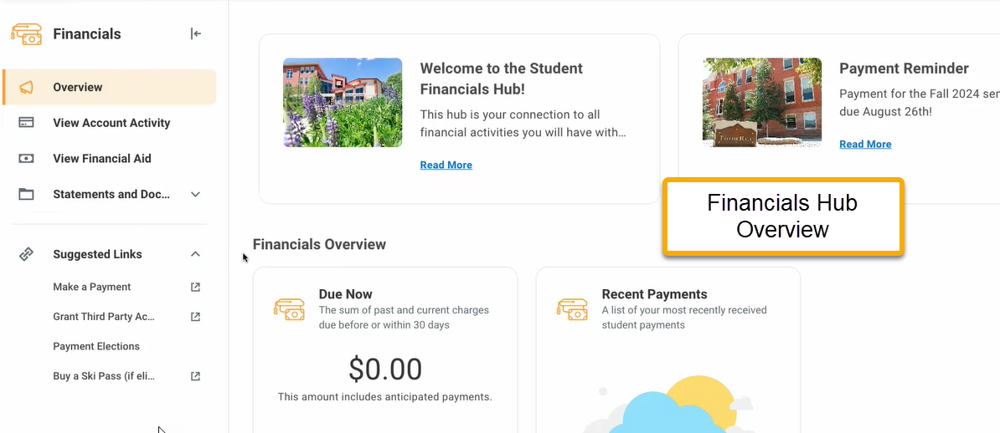 Financials
Overview
View Account Activity
View Financial Aid
Statements and Doc...
Suggested Links
Make a Payment
Grant Third Party Ac...
Payment Elections
Buy a Ski Pass (if eli...
Welcome to the Student
Financials Hub!
This hub is your connection to all
financial activities you will have with...
Read More
Payment Reminder
Payment for the Fall 2024 sem
due August 26th!
Read More
Financials Hub
Overview
Financials Overview
Due Now
The sum of past and current charges
due before or within 30 days
$0.00
This amount includes anticipated payments.
Recent Payments
A list of your most recently received
student payments